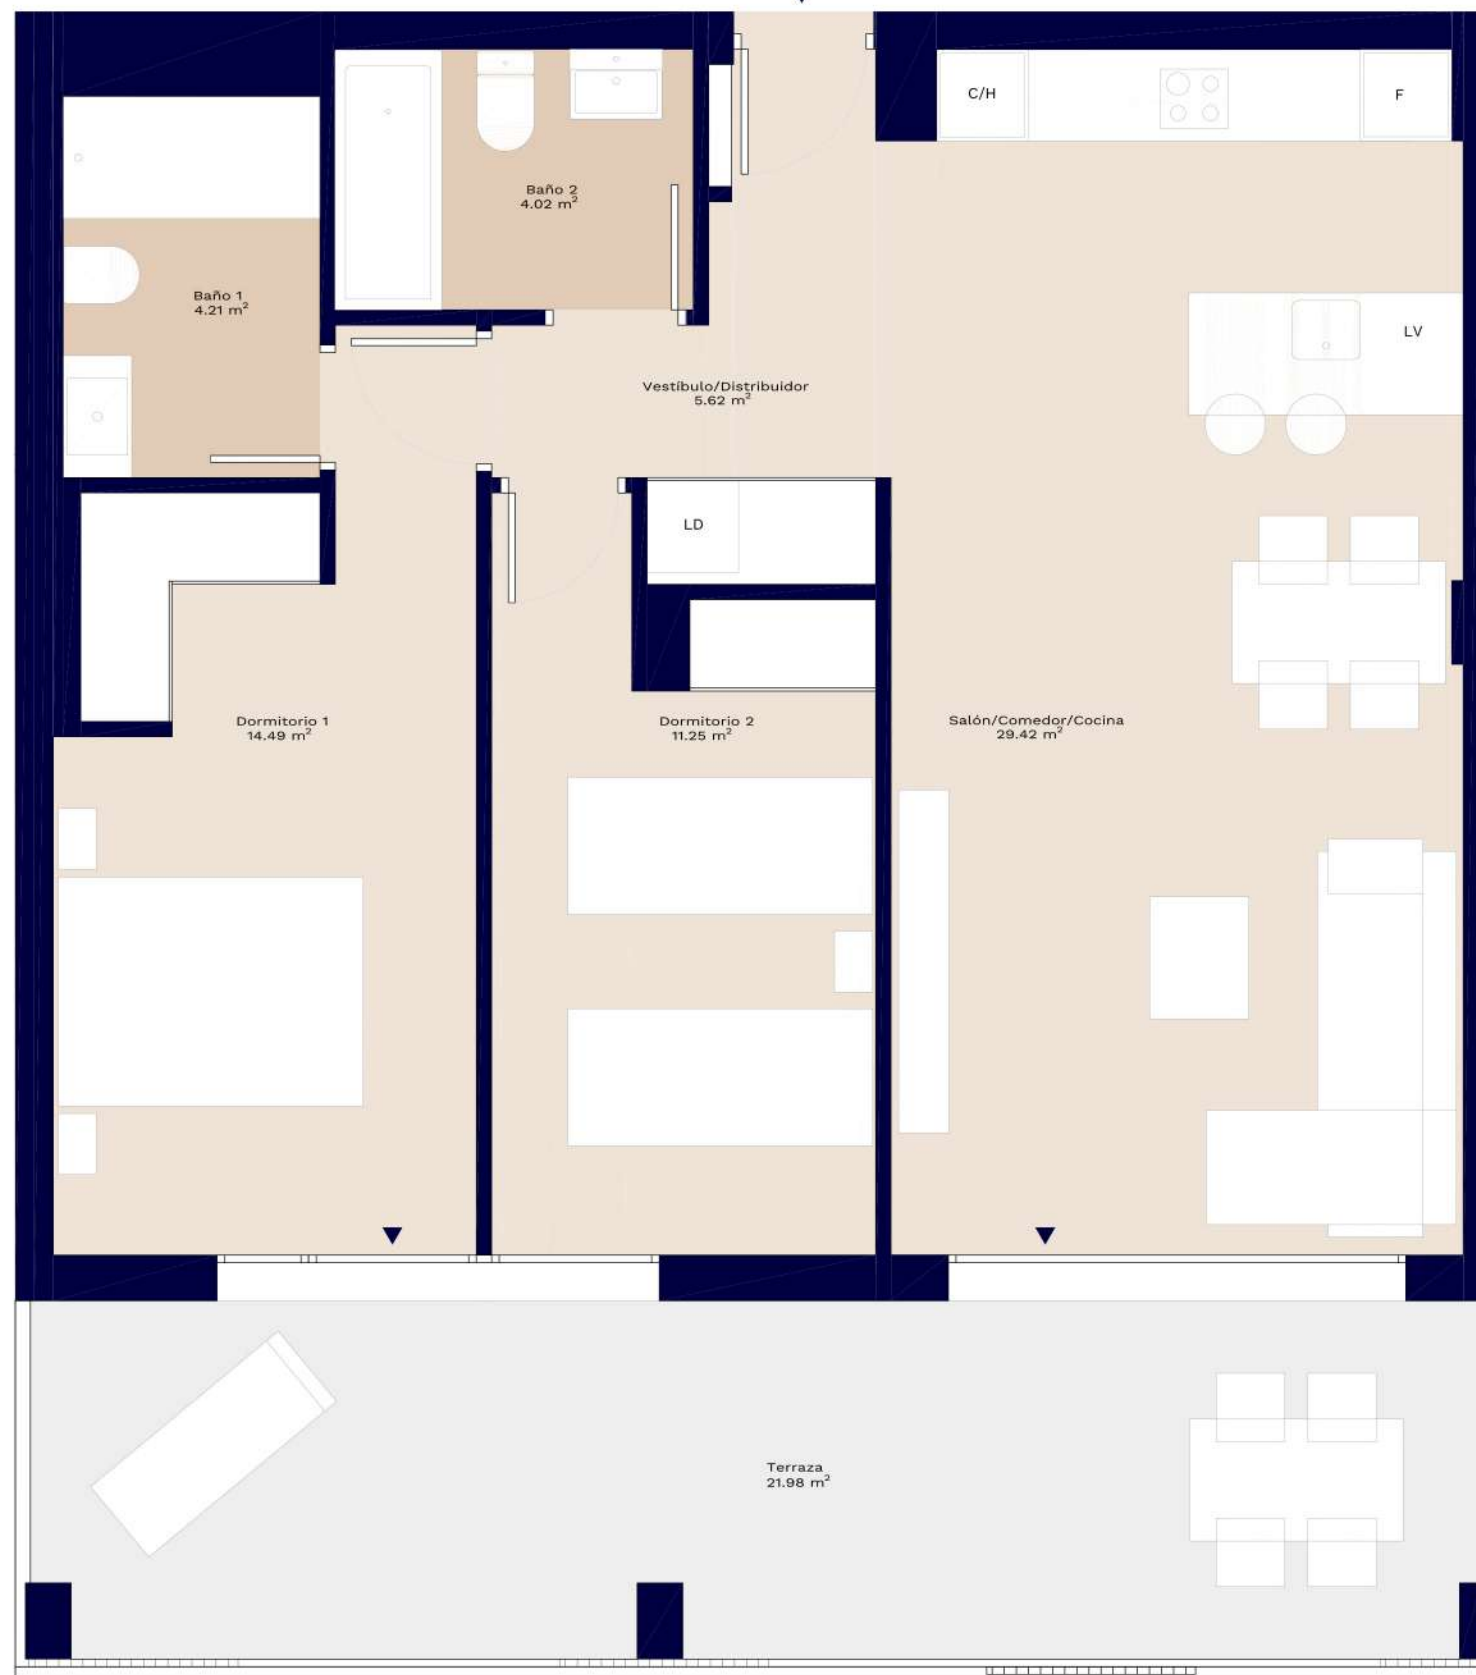 C/H
F
Baño 2
4.02 m²
Baño 1
4.21 m²
LV
Vestíbulo/Distribuidor
5.62 m²
LD
Dormitorio 1
14.49 m²
Dormitorio 2
11.25 m²
Salón/Comedor/Cocina
29.42 m²
Terraza
21.98 m²